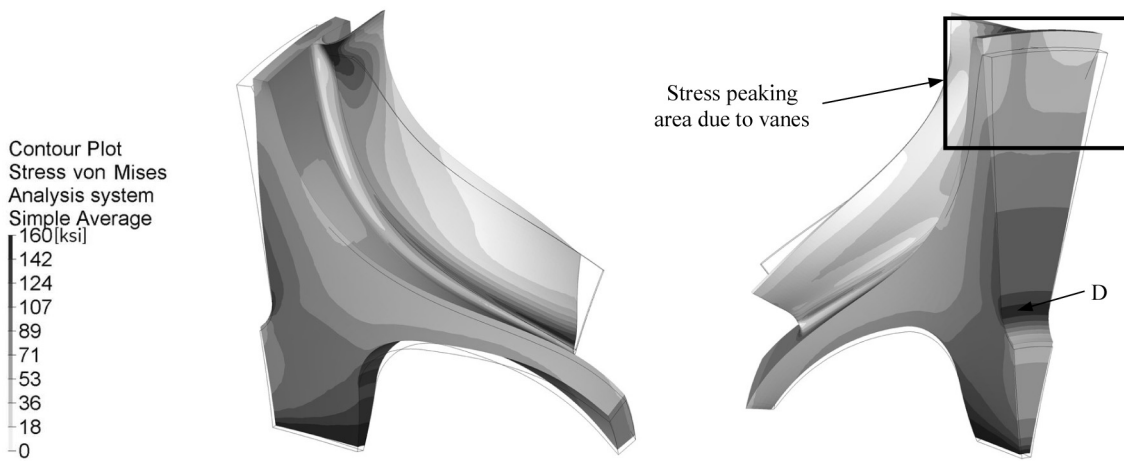 Stress peaking
area due to vanes
D
Contour Plot
Stress von Mises
Analysis system
Simple Average
160[ksi]
142
124
107
89
71
53
36
18
0